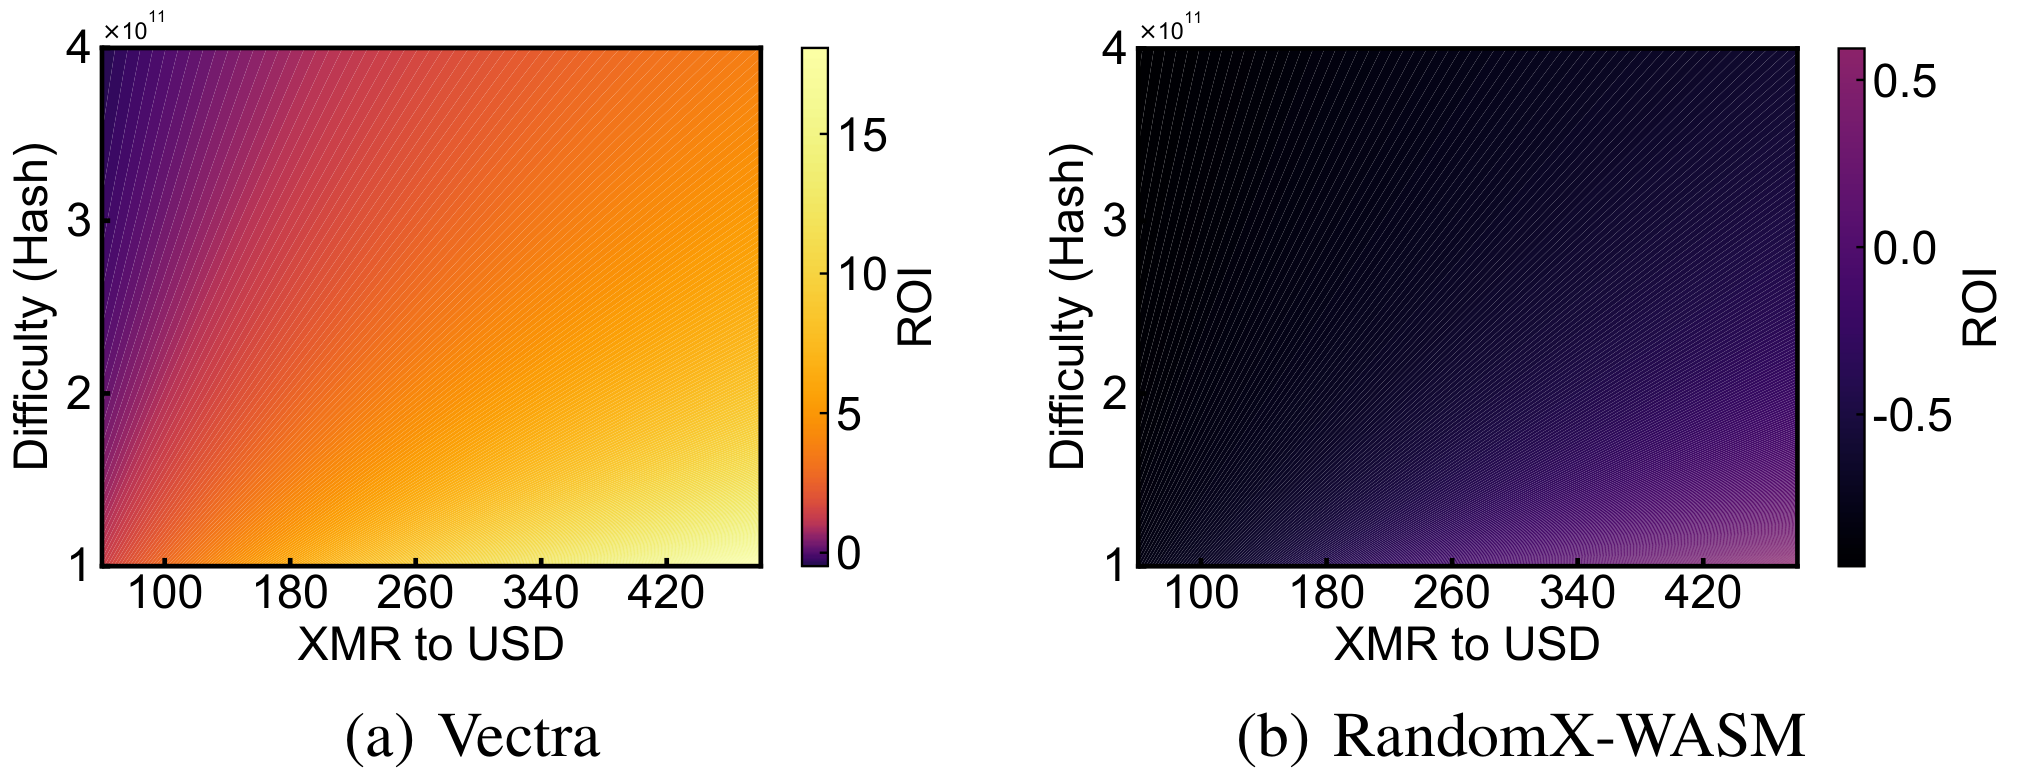 ×10¹¹
4
3
2
1
Difficulty (Hash)
100 180 260 340 420
XMR to USD
15
10
5
0
ROI
(a) Vectra
×10¹¹
4
3
2
1
Difficulty (Hash)
100 180 260 340 420
XMR to USD
0.5
0.0
-0.5
ROI
(b) RandomX-WASM